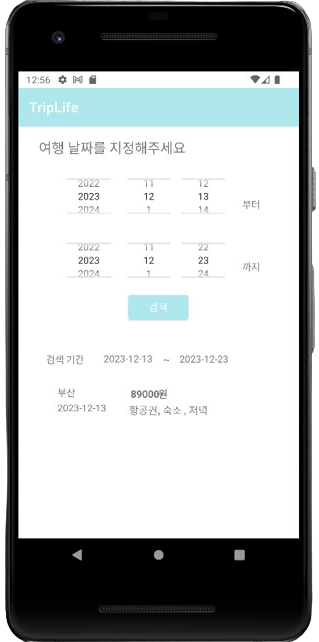 12:56
TripLife
여행 날짜를 지정해주세요
2022 11 12
2023 12 13
2024 1 14
부터
2022 11 22
2023 12 23
2024 1 24
까지
검색
검색 기간 2023-12-13 ~ 2023-12-23
부산 89000원
2023-12-13 항공권, 숙소 , 저녁